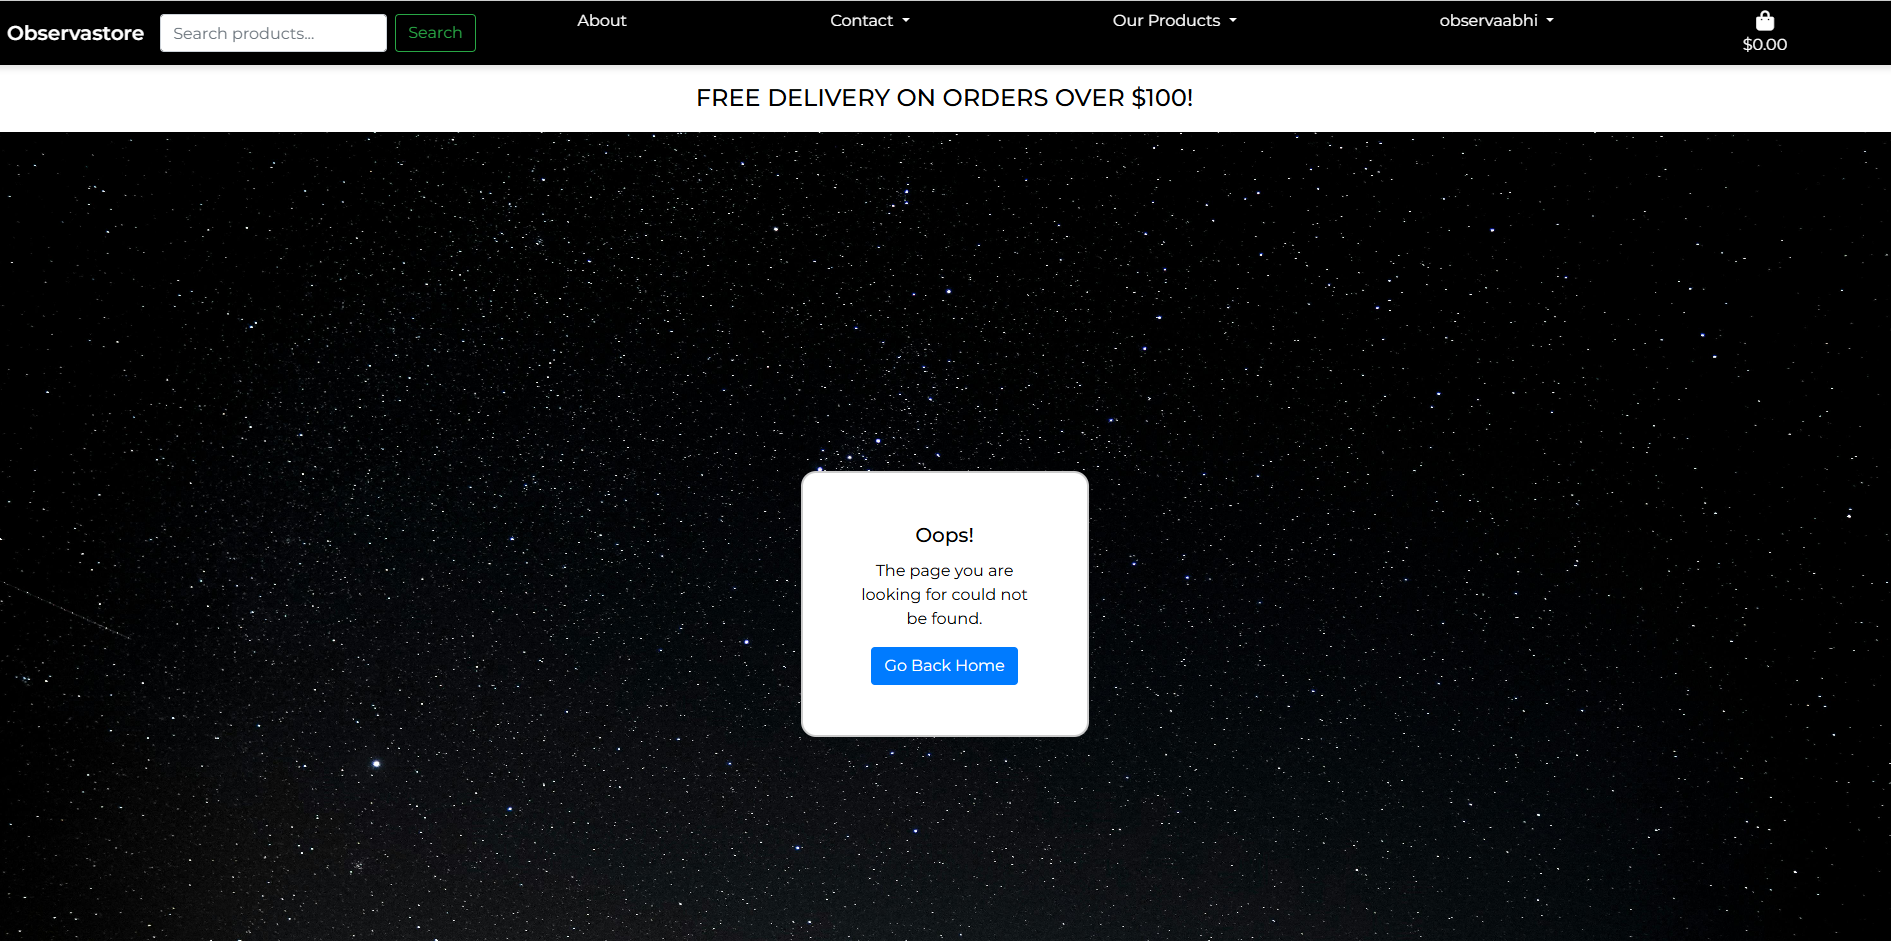 Observastore
Search products...
Search
About
Contact
Our Products
observaabhi
$0.00
FREE DELIVERY ON ORDERS OVER $100!
Oops!
The page you are
looking for could not
be found.
Go Back Home